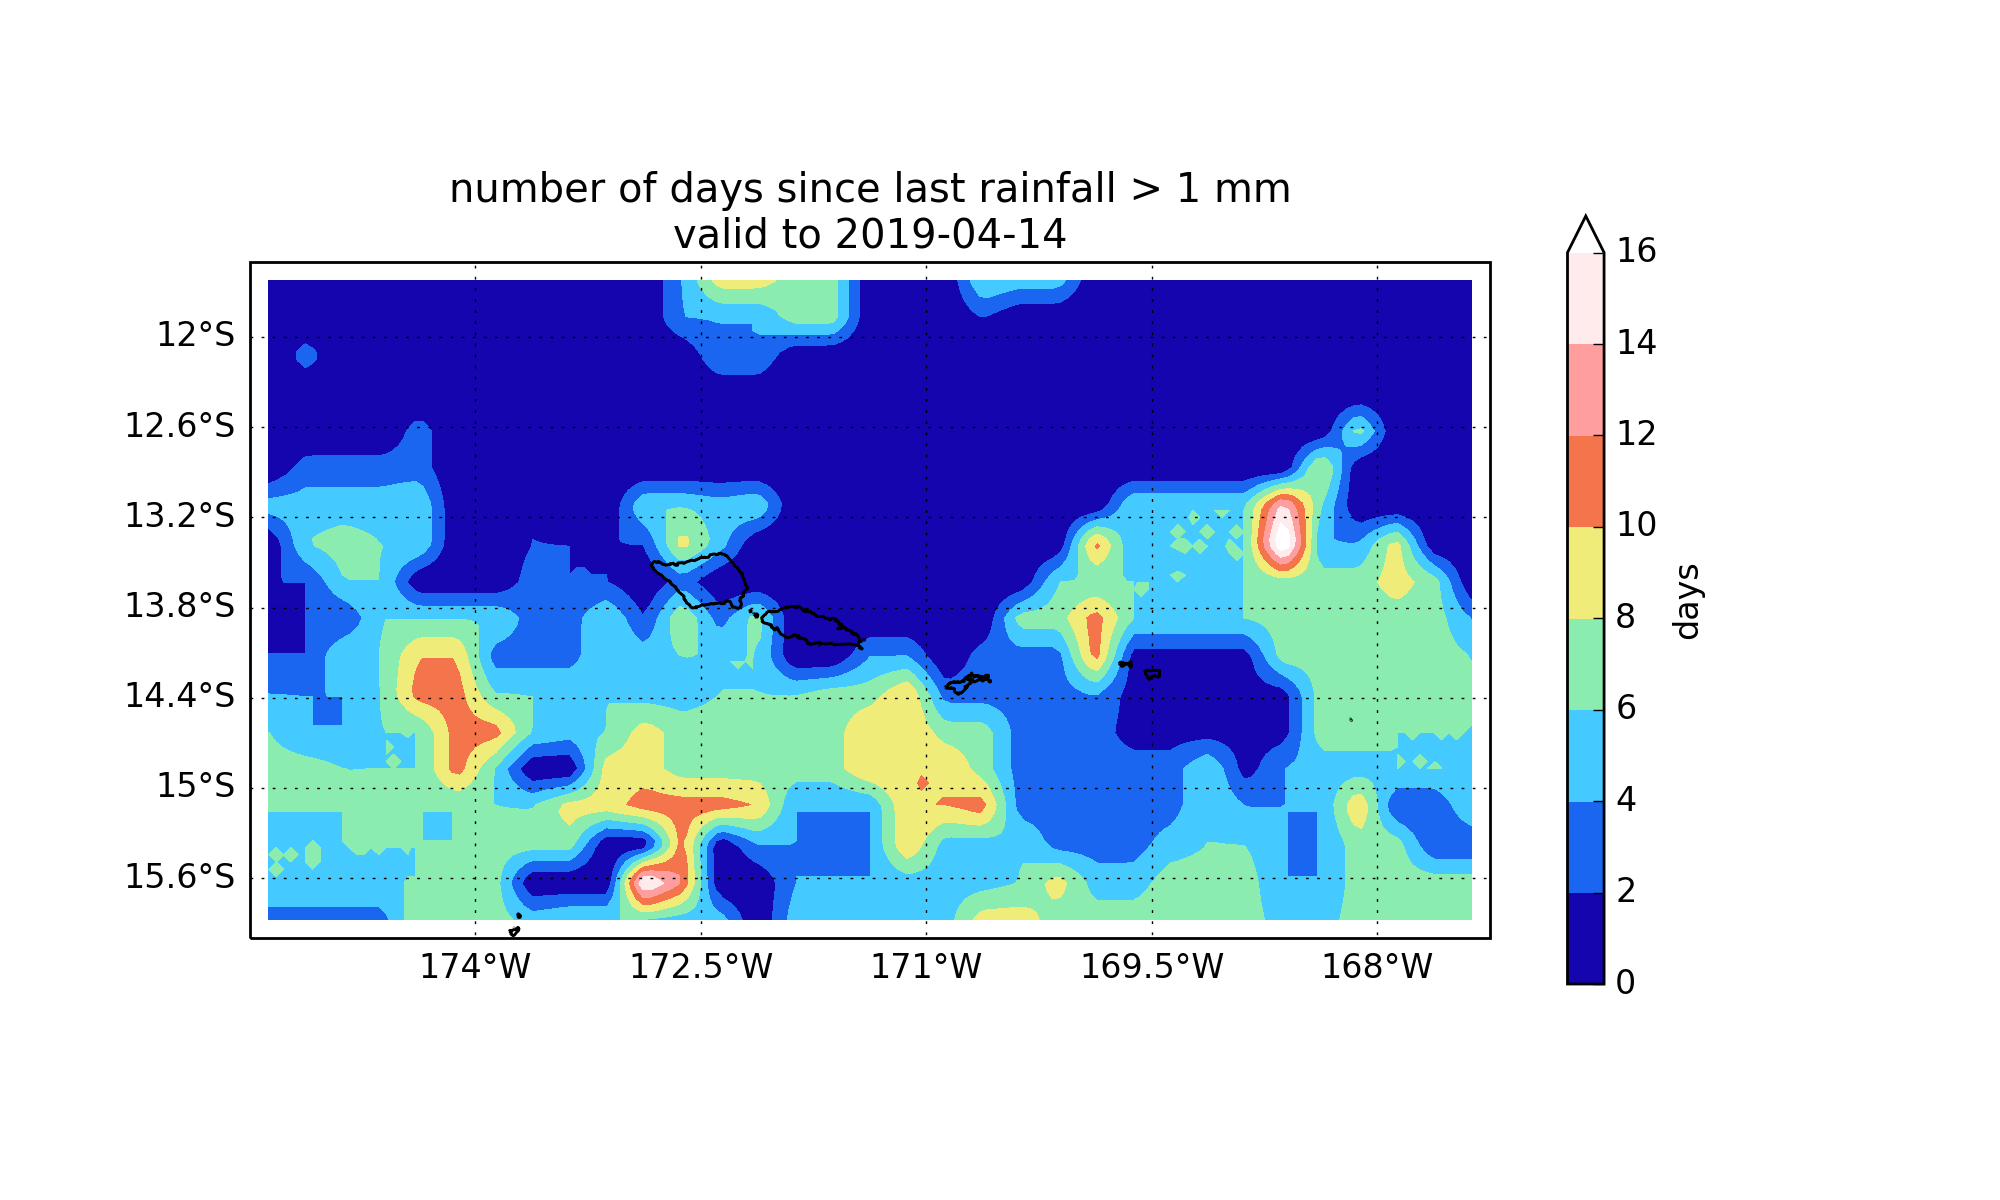 number of days since last rainfall > 1 mm
valid to 2019-04-14
12°S
12.6°S
13.2°S
13.8°S
14.4°S
15°S
15.6°S
174°W
172.5°W
171°W
169.5°W
168°W
16
14
12
10
8
6
4
2
0
days